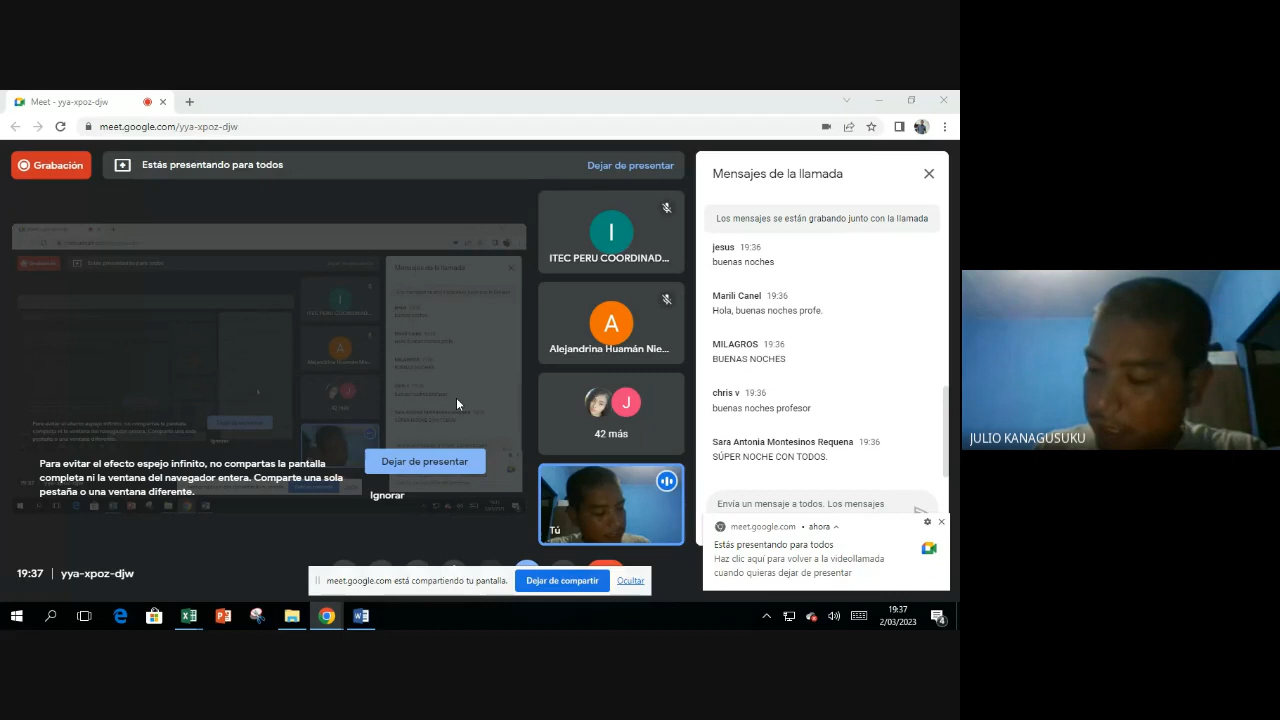 Meet - yya-xpoz-djw
meet.google.com/yya-xpoz-djw
Grabación
Estás presentando para todos
Dejar de presentar
Mensajes de la llamada
Los mensajes se están grabando junto con la llamada
jesus 19:36
buenas noches
Marili Canel 19:36
Hola, buenas noches profe.
MILAGROS 19:36
BUENAS NOCHES
chris v 19:36
buenas noches profesor
Sara Antonia Montesinos Requena 19:36
SÚPER NOCHE CON TODOS.
Envía un mensaje a todos. Los mensajes
I
ITEC PERU COORDINAD...
A
Alejandrina Huamán Nie...
J
42 más
Tú
Para evitar el efecto espejo infinito, no compartas la pantalla
completa ni la ventana del navegador entera. Comparte una sola
pestaña o una ventana diferente.
Dejar de presentar
Ignorar
meet.google.com • ahora
Estás presentando para todos
Haz clic aquí para volver a la videollamada
cuando quieras dejar de presentar
19:37 yya-xpoz-djw
meet.google.com está compartiendo tu pantalla.
Dejar de compartir
Ocultar
19:37
2/03/2023
4
JULIO KANAGUSUKU